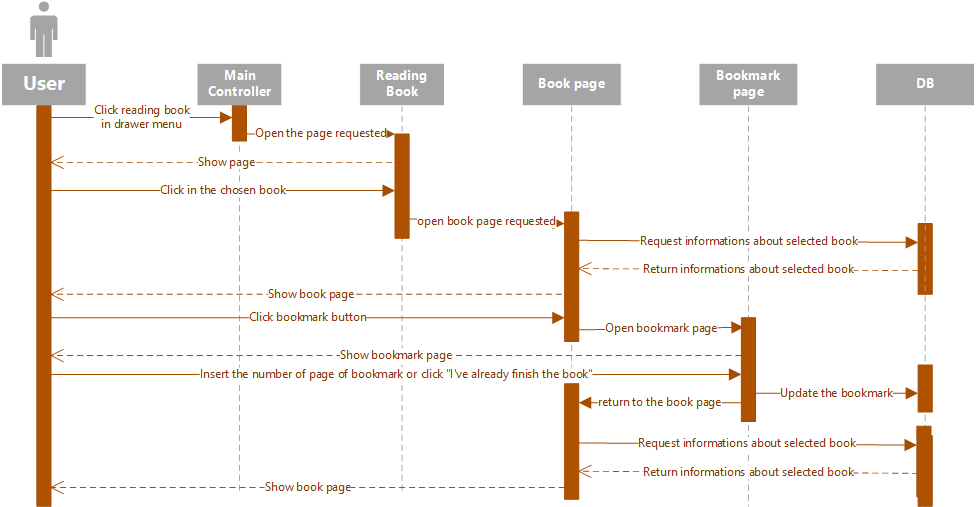 User
Main
Controller
Reading
Book
Book page
Bookmark
page
DB
Click reading book
in drawer menu
Open the page requested
Show page
Click in the chosen book
open book page requested
Request informations about selected book
Return informations about selected book
Show book page
Click bookmark button
Open bookmark page
Show bookmark page
Insert the number of page of bookmark or click "I've already finish the book"
Update the bookmark
return to the book page
Request informations about selected book
Return informations about selected book
Show book page